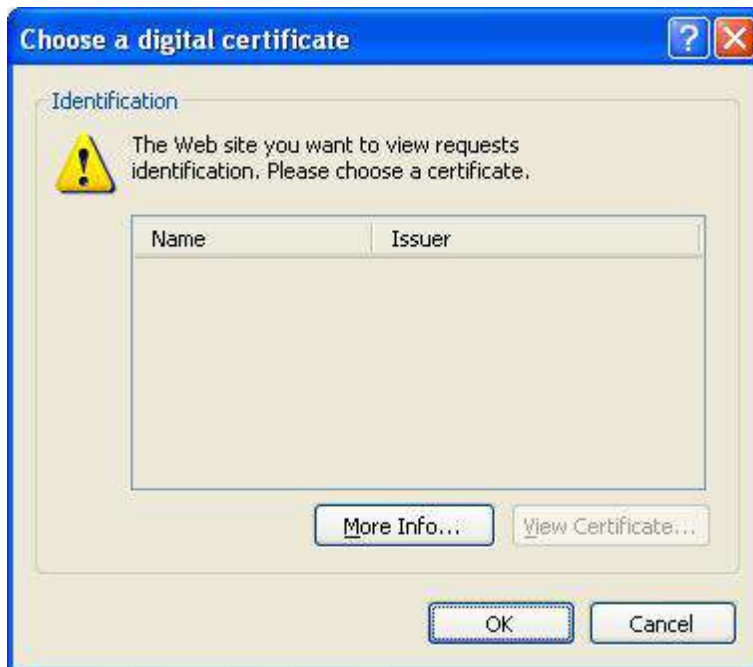 Choose a digital certificate
Identification
The Web site you want to view requests
identification. Please choose a certificate.
Name Issuer
More Info... View Certificate...
OK Cancel